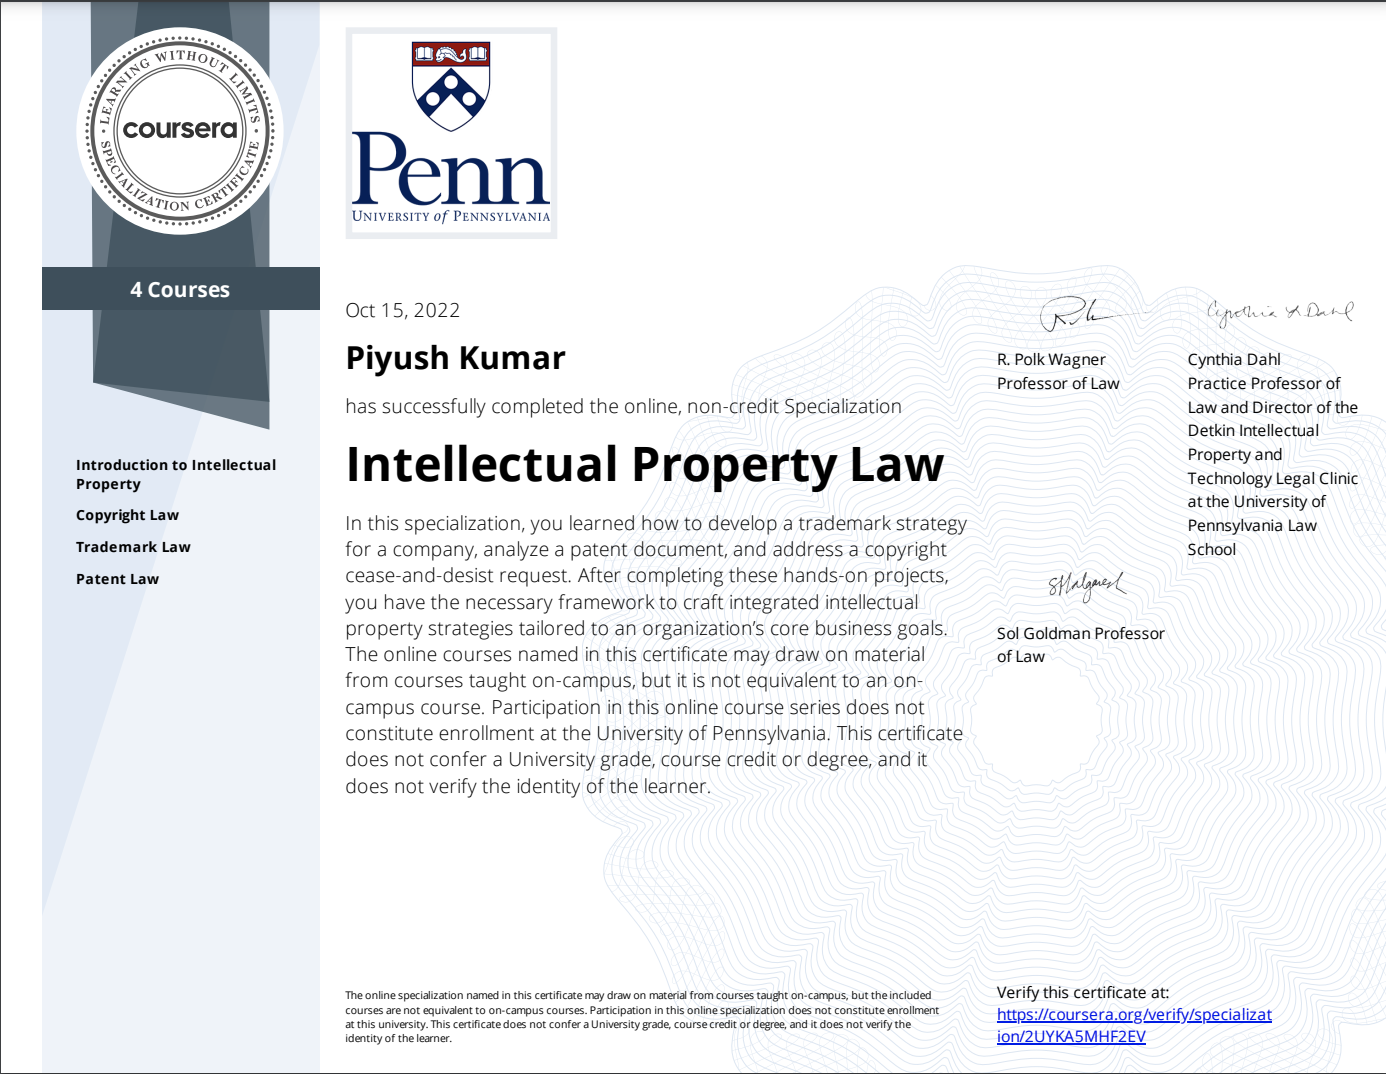 LEARNING WITHOUT LIMITS
coursera
SPECIALIZATION CERTIFICATE
4 Courses
Introduction to Intellectual
Property
Copyright Law
Trademark Law
Patent Law
Penn
UNIVERSITY of PENNSYLVANIA
Oct 15, 2022
Piyush Kumar
has successfully completed the online, non-credit Specialization
Intellectual Property Law
In this specialization, you learned how to develop a trademark strategy
for a company, analyze a patent document, and address a copyright
cease-and-desist request. After completing these hands-on projects,
you have the necessary framework to craft integrated intellectual
property strategies tailored to an organization’s core business goals.
The online courses named in this certificate may draw on material
from courses taught on-campus, but it is not equivalent to an on-
campus course. Participation in this online course series does not
constitute enrollment at the University of Pennsylvania. This certificate
does not confer a University grade, course credit or degree, and it
does not verify the identity of the learner.
R. Polk Wagner
Professor of Law
Cynthia L Dahl
Cynthia Dahl
Practice Professor of
Law and Director of the
Detkin Intellectual
Property and
Technology Legal Clinic
at the University of
Pennsylvania Law
School
Sol Goldman Professor
of Law
The online specialization named in this certificate may draw on material from courses taught on-campus, but the included
courses are not equivalent to on-campus courses. Participation in this online specialization does not constitute enrollment
at this university. This certificate does not confer a University grade, course credit or degree, and it does not verify the
identity of the learner.
Verify this certificate at:
https://coursera.org/verify/specializat
ion/2UYKA5MHF2EV